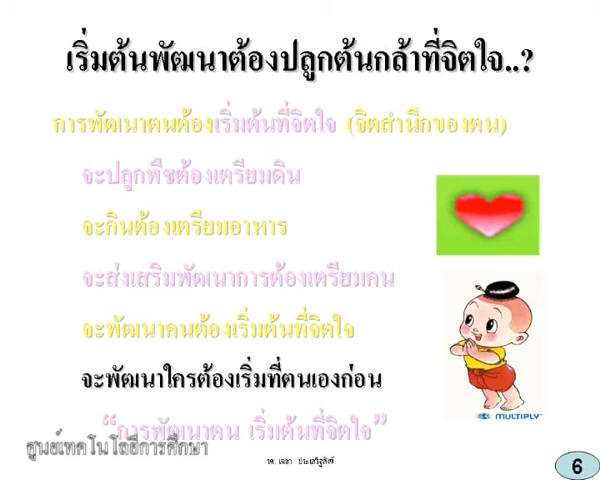 เริ่มต้นพัฒนาต้องปลูกต้นกล้าที่จิตใจ..?
การพัฒนาตนต้องเริ่มต้นที่จิตใจ (จิตสำนึกของตน)
จะปลูกพืชต้องเตรียมดิน
จะกินต้องเตรียมอาหาร
จะส่งเสริมพัฒนาการต้องเตรียมคน
จะพัฒนาคนต้องเริ่มต้นที่จิตใจ
จะพัฒนาใครต้องเริ่มที่ตนเองก่อน
MULTIPLY
“การพัฒนาตน เริ่มต้นที่จิตใจ”
ศูนย์เทคโนโลยีการศึกษา
6